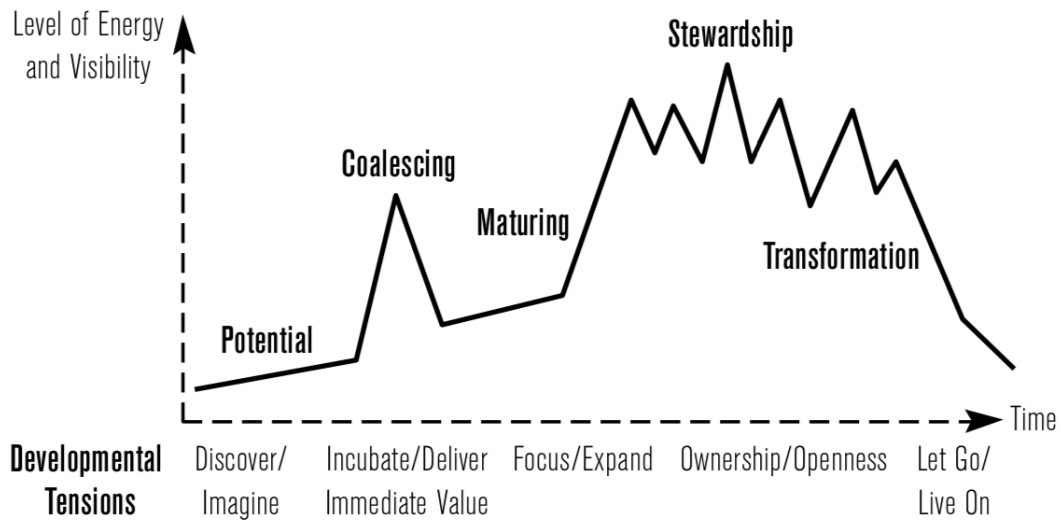 Level of Energy
and Visibility
Stewardship
Coalescing
Maturing
Transformation
Potential
Time
Developmental
Tensions
Discover/
Imagine
Incubate/Deliver
Immediate Value
Focus/Expand
Ownership/Openness
Let Go/
Live On